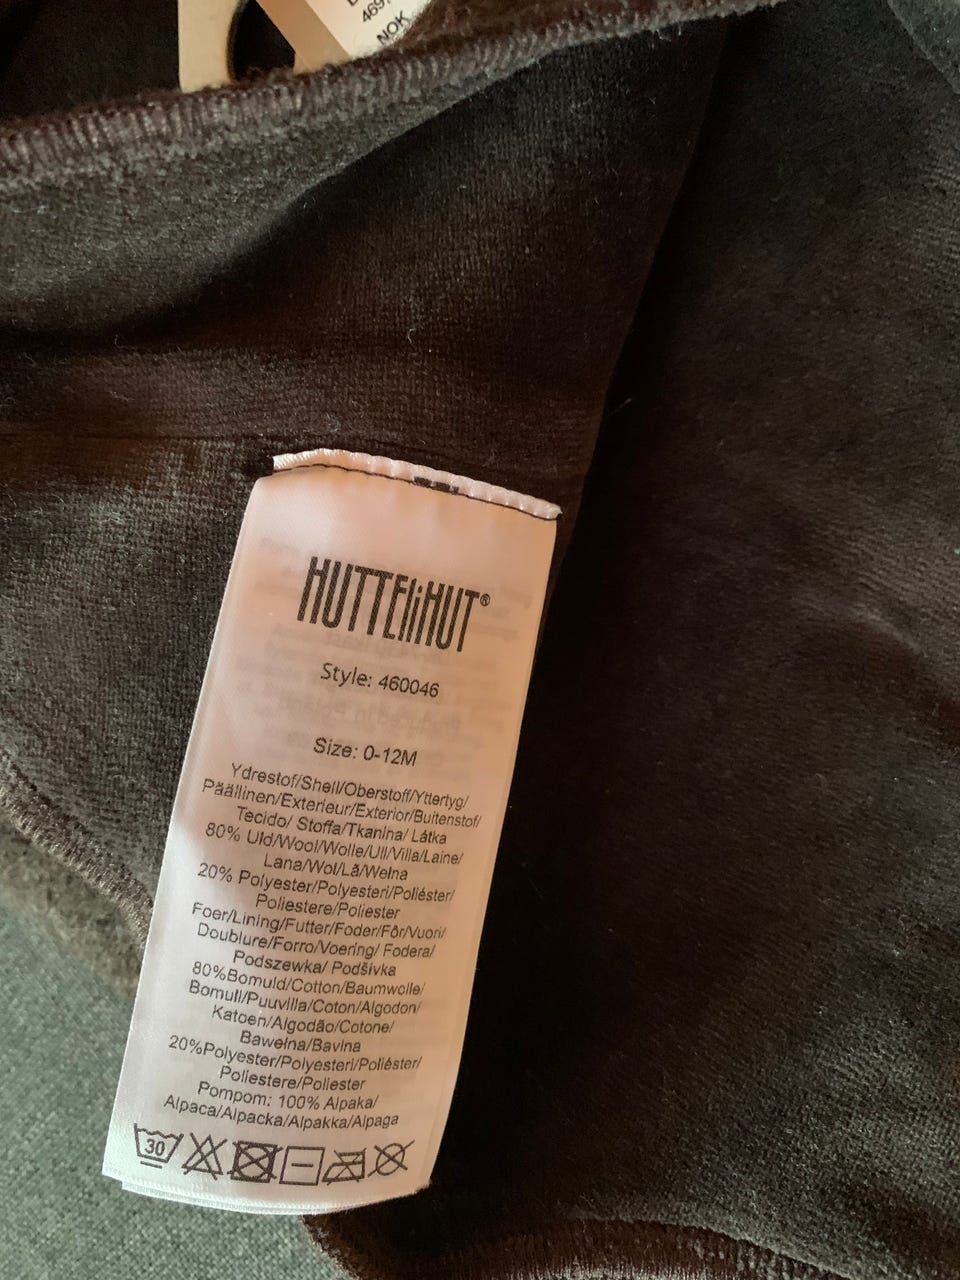 469
NOK
HUTTEliHUT®
Style: 460046
Size: 0-12M
Ydrestof/Shell/Oberstoff/Yttertyg/
Päällinen/Exterieur/Exterior/Buitenstof/
Tecido/ Stoffa/Tkanina/ Látka
80% Uld/Wool/Wolle/Ull/Villa/Laine/
Lana/Wol/Lã/Wełna
20% Polyester/Polyesteri/Poliéster/
Poliestere/Poliester
Foer/Lining/Futter/Foder/Fôr/Vuori/
Doublure/Forro/Voering/ Fodera/
Podszewka/ Podšívka
80%Bomuld/Cotton/Baumwolle/
Bomull/Puuvilla/Coton/Algodon/
Katoen/Algodão/Cotone/
Bawełna/Bavlna
20%Polyester/Polyesteri/Poliéster/
Poliestere/Poliester
Pompom: 100% Alpaka/
Alpaca/Alpacka/Alpakka/Alpaga
30